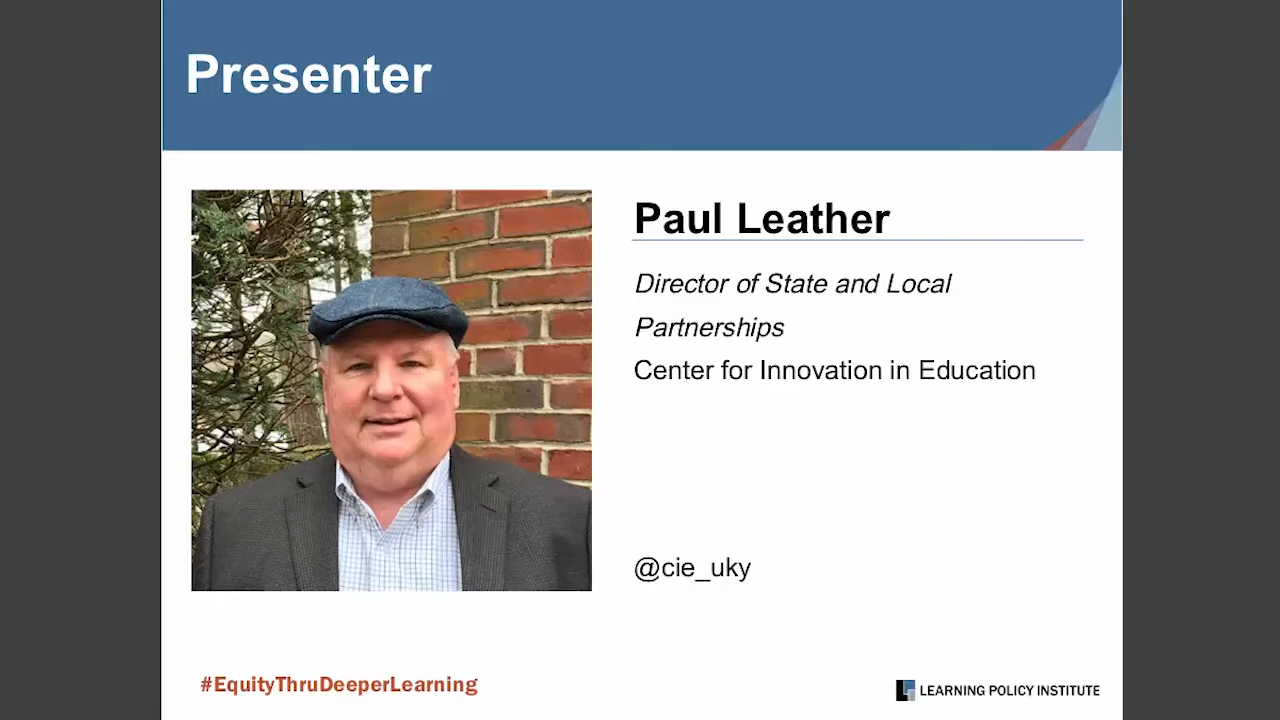 Presenter
Paul Leather
Director of State and Local
Partnerships
Center for Innovation in Education
@cie_uky
#EquityThruDeeperLearning
LEARNING POLICY INSTITUTE